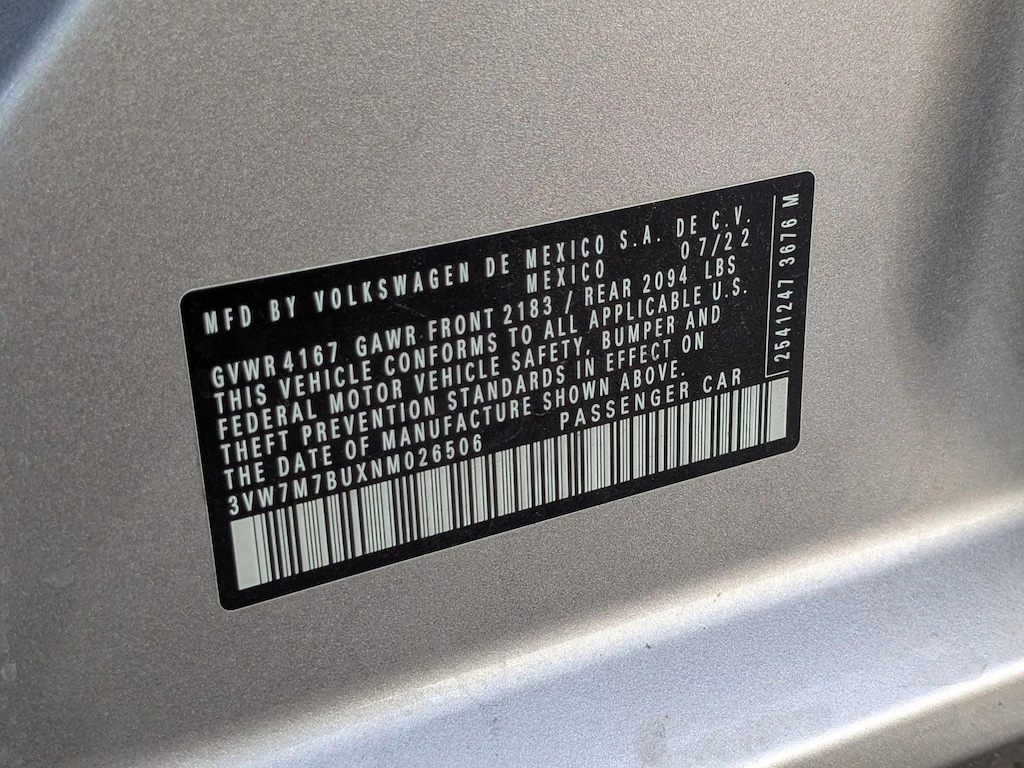 MFD BY VOLKSWAGEN DE MEXICO S.A. DE C.V.
MEXICO 07/22
GVWR 4167 GAWR FRONT 2183 / REAR 2094 LBS
THIS VEHICLE CONFORMS TO ALL APPLICABLE U.S.
FEDERAL MOTOR VEHICLE SAFETY, BUMPER AND
THEFT PREVENTION STANDARDS IN EFFECT ON
THE DATE OF MANUFACTURE SHOWN ABOVE.
3VW7M7BUXNM026506 PASSENGER CAR
2541247 3676 M